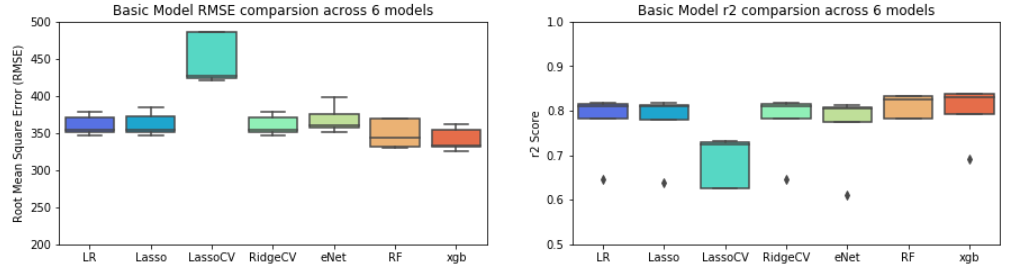 Basic Model RMSE comparsion across 6 models
Root Mean Square Error (RMSE)
500
450
400
350
300
250
200
LR Lasso LassoCV RidgeCV eNet RF xgb
Basic Model r2 comparsion across 6 models
r2 Score
1.0
0.9
0.8
0.7
0.6
0.5
LR Lasso LassoCV RidgeCV eNet RF xgb